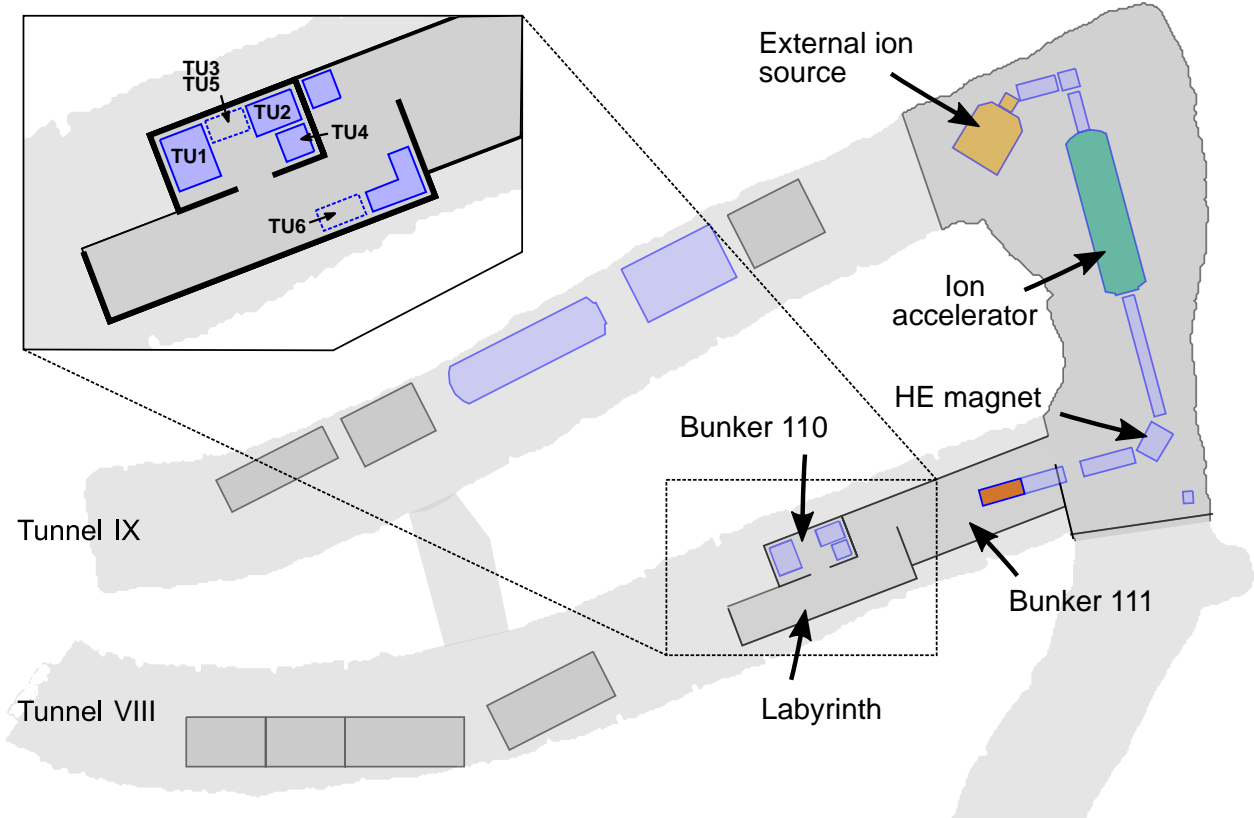 External ion
source
TU3
TU5
TU2
TU4
TU1
TU6
Ion
accelerator
HE magnet
Bunker 110
Tunnel IX
Bunker 111
Tunnel VIII
Labyrinth